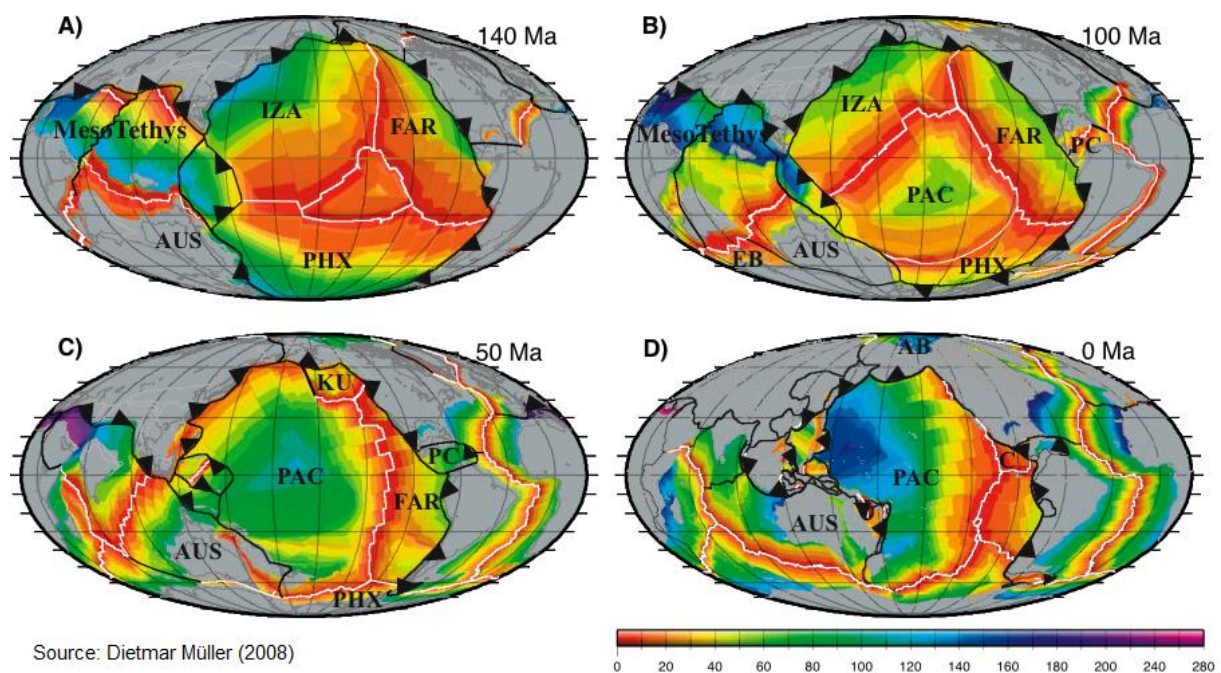 A)
140 Ma
IZA
FAR
MesoTethys
AUS
PHX
B)
100 Ma
IZA
FAR
MesoTethys
PC
PAC
EB
AUS
PHX
C)
50 Ma
KU
PC
PAC
FAR
AUS
PHX
D)
0 Ma
AB
PAC
AUS
Source: Dietmar Müller (2008)
0 20 40 60 80 100 120 140 160 180 200 220 240 260 280